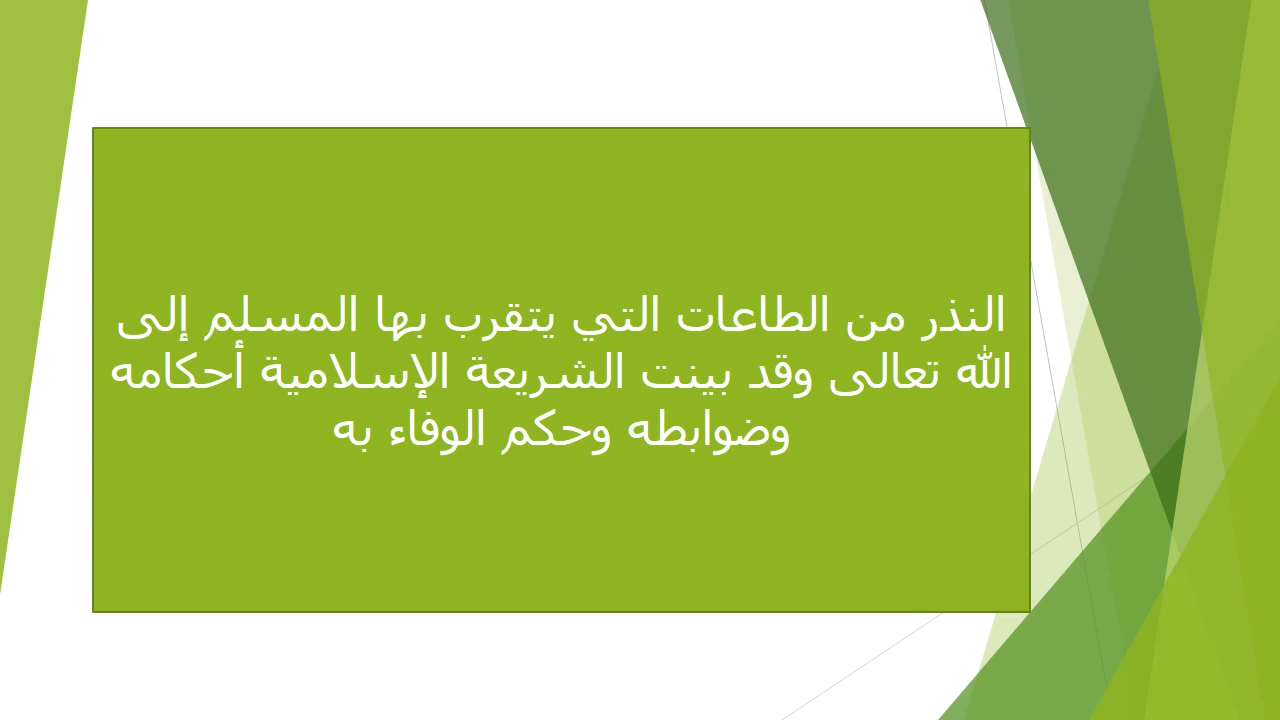 النذر من الطاعات التي يتقرب بها المسلم إلى
الله تعالى وقد بينت الشريعة الإسلامية أحكامه
وضوابطه وحكم الوفاء به